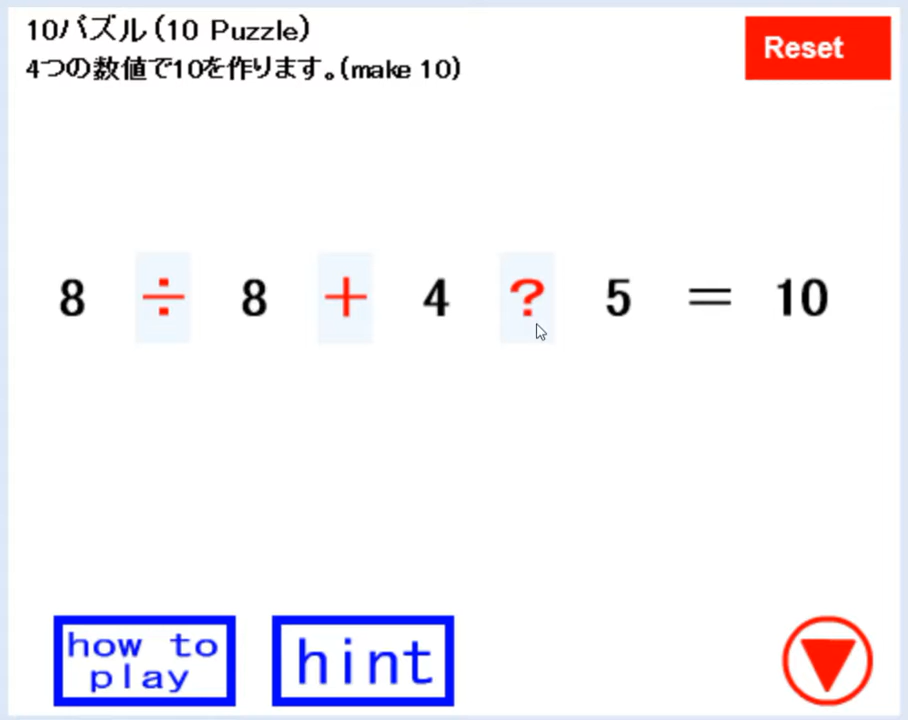 10パズル(10 Puzzle)
4つの数値で10を作ります。(make 10)
Reset
8 ÷ 8 + 4 ? 5 = 10
how to
play
hint